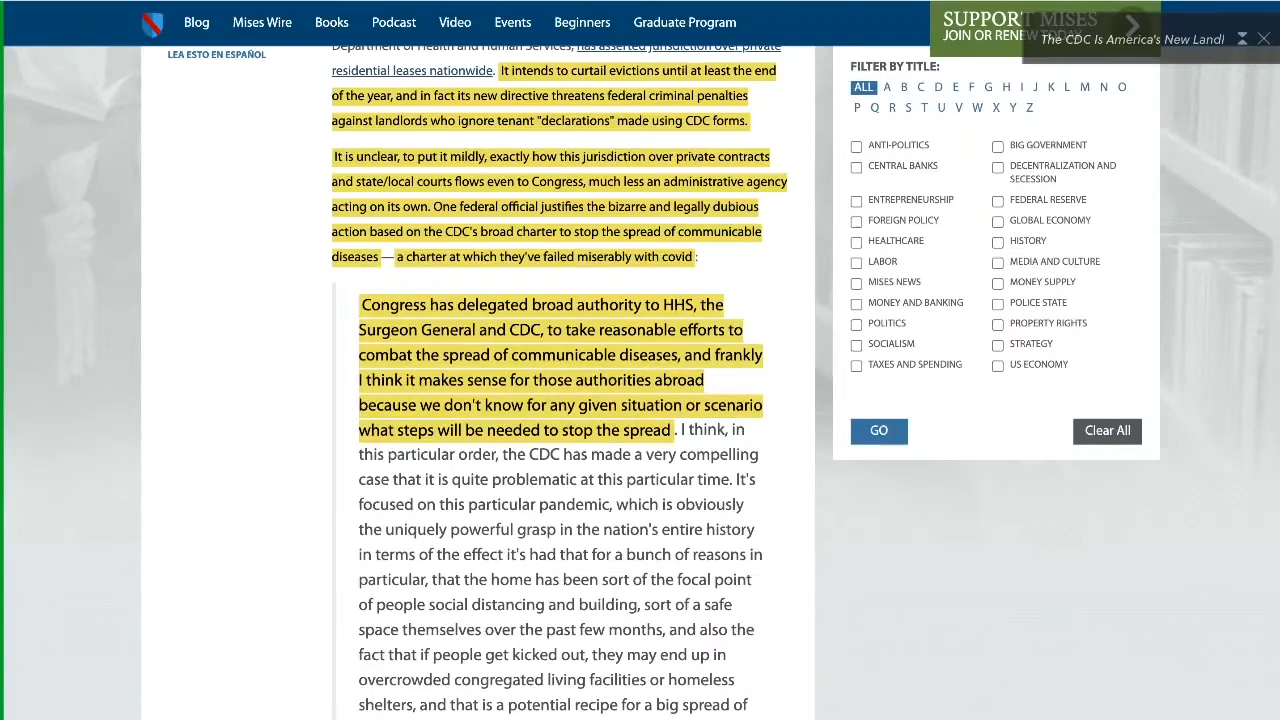 Blog Mises Wire Books Podcast Video Events Beginners Graduate Program
SUPPORT MISES
JOIN OR RENEW TODAY
The CDC Is America's New Landl
LEA ESTO EN ESPAÑOL
Department of Health and Human Services, has asserted jurisdiction over private
residential leases nationwide. It intends to curtail evictions until at least the end
of the year, and in fact its new directive threatens federal criminal penalties
against landlords who ignore tenant "declarations" made using CDC forms.
It is unclear, to put it mildly, exactly how this jurisdiction over private contracts
and state/local courts flows even to Congress, much less an administrative agency
acting on its own. One federal official justifies the bizarre and legally dubious
action based on the CDC's broad charter to stop the spread of communicable
diseases — a charter at which they've failed miserably with covid :
Congress has delegated broad authority to HHS, the
Surgeon General and CDC, to take reasonable efforts to
combat the spread of communicable diseases, and frankly
I think it makes sense for those authorities abroad
because we don't know for any given situation or scenario
what steps will be needed to stop the spread . I think, in
this particular order, the CDC has made a very compelling
case that it is quite problematic at this particular time. It's
focused on this particular pandemic, which is obviously
the uniquely powerful grasp in the nation's entire history
in terms of the effect it's had that for a bunch of reasons in
particular, that the home has been sort of the focal point
of people social distancing and building, sort of a safe
space themselves over the past few months, and also the
fact that if people get kicked out, they may end up in
overcrowded congregated living facilities or homeless
shelters, and that is a potential recipe for a big spread of
FILTER BY TITLE:
ALL A B C D E F G H I J K L M N O
P Q R S T U V W X Y Z
ANTI-POLITICS
BIG GOVERNMENT
CENTRAL BANKS
DECENTRALIZATION AND
SECESSION
ENTREPRENEURSHIP
FEDERAL RESERVE
FOREIGN POLICY
GLOBAL ECONOMY
HEALTHCARE
HISTORY
LABOR
MEDIA AND CULTURE
MISES NEWS
MONEY SUPPLY
MONEY AND BANKING
POLICE STATE
POLITICS
PROPERTY RIGHTS
SOCIALISM
STRATEGY
TAXES AND SPENDING
US ECONOMY
GO
Clear All